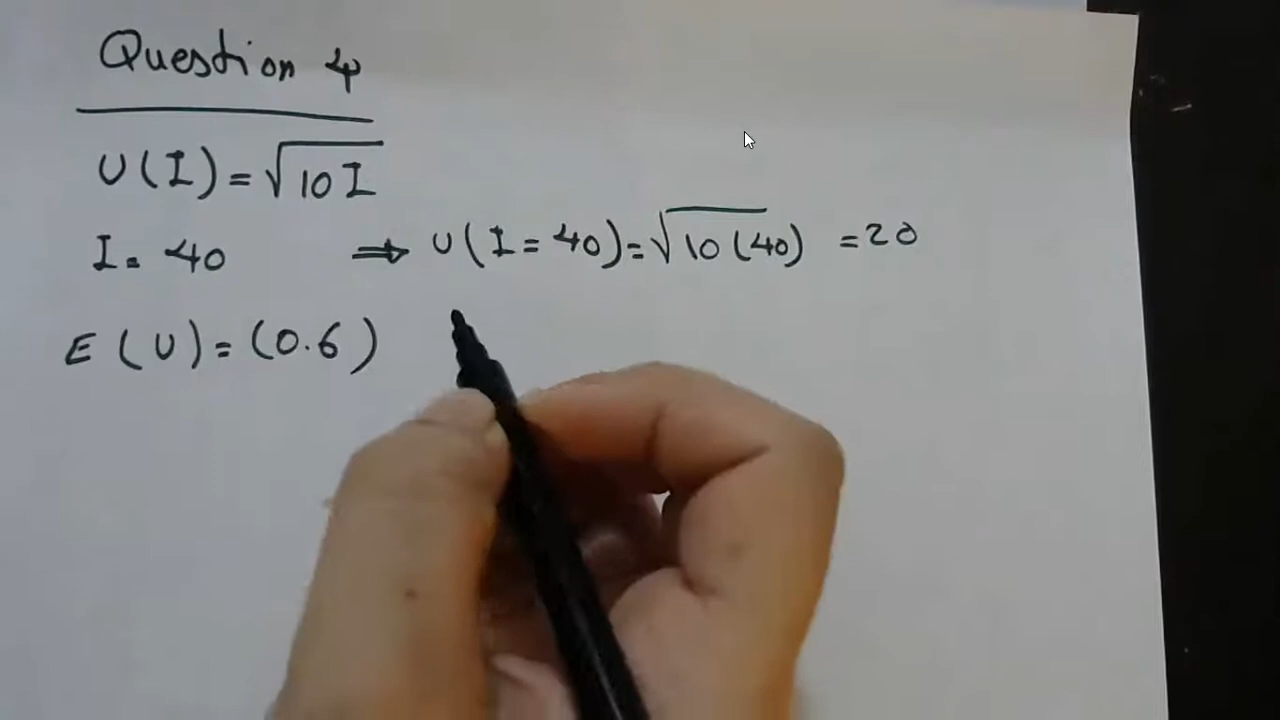 Question 4
U(I) = √10I
I = 40 ⇒ U(I = 40) = √10(40) = 20
E(U) = (0.6)